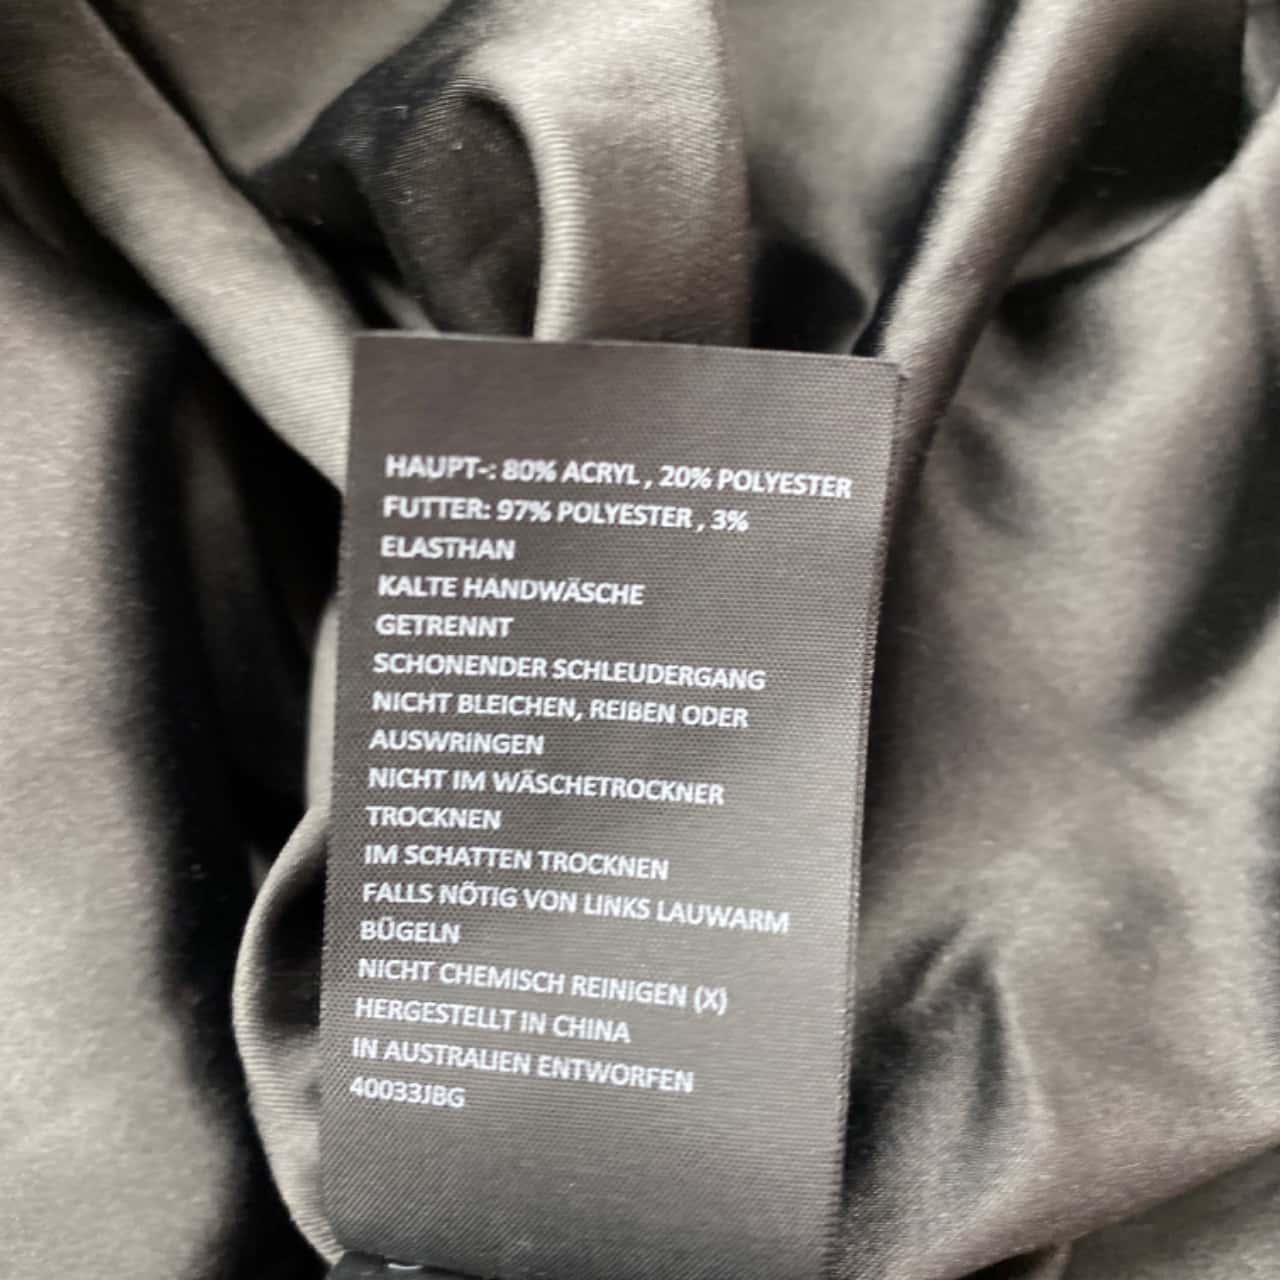 HAUPT-: 80% ACRYL , 20% POLYESTER
FUTTER: 97% POLYESTER , 3%
ELASTHAN
KALTE HANDWÄSCHE
GETRENNT
SCHONENDER SCHLEUDERGANG
NICHT BLEICHEN, REIBEN ODER
AUSWRINGEN
NICHT IM WÄSCHETROCKNER
TROCKNEN
IM SCHATTEN TROCKNEN
FALLS NÖTIG VON LINKS LAUWARM
BÜGELN
NICHT CHEMISCH REINIGEN (X)
HERGESTELLT IN CHINA
IN AUSTRALIEN ENTWORFEN
40033JBG